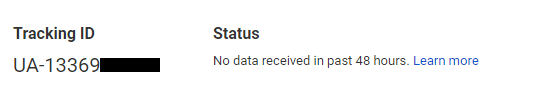 Tracking ID
Status
UA-13369
No data received in past 48 hours. Learn more